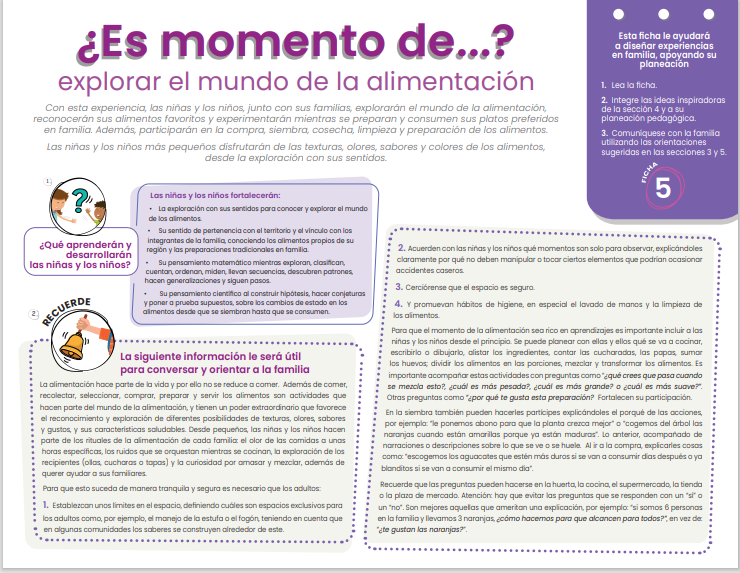 ¿Es momento de...?
explorar el mundo de la alimentación
Con esta experiencia, las niñas y los niños, junto con sus familias, explorarán el mundo de la alimentación,
reconocerán sus alimentos favoritos y experimentarán mientras se preparan y consumen sus platos preferidos
en familia. Además, participarán en la compra, siembra, cosecha, limpieza y preparación de los alimentos.
Las niñas y los niños más pequeños disfrutarán de las texturas, olores, sabores y colores de los alimentos,
desde la exploración con sus sentidos.
Esta ficha le ayudará
a diseñar experiencias
en familia, apoyando su
planeación
1. Lea la ficha.
2. Integre las ideas inspiradoras
de la sección 4 y a su
planeación pedagógica.
3. Comuníquese con la familia
utilizando las orientaciones
sugeridas en las secciones 3 y 5.
FICHA
5
1
?
¿Qué aprenderán y
desarrollarán
las niñas y los niños?
Las niñas y los niños fortalecerán:
• La exploración con sus sentidos para conocer y explorar el mundo
de los alimentos.
• Su sentido de pertenencia con el territorio y el vínculo con los
integrantes de la familia, conociendo los alimentos propios de su
región y las preparaciones tradicionales en familia.
• Su pensamiento matemático mientras exploran, clasifican,
cuentan, ordenan, miden, llevan secuencias, descubren patrones,
hacen generalizaciones y siguen pasos.
• Su pensamiento científico al construir hipótesis, hacer conjeturas
y poner a prueba supuestos, sobre los cambios de estado en los
alimentos desde que se siembran hasta que se consumen.
2.
RECUERDE
La siguiente información le será útil
para conversar y orientar a la familia
La alimentación hace parte de la vida y por ello no se reduce a comer. Además de comer,
recolectar, seleccionar, comprar, preparar y servir los alimentos son actividades que
hacen parte del mundo de la alimentación, y tienen un poder extraordinario que favorece
el reconocimiento y exploración de diferentes posibilidades de texturas, olores, sabores
y gustos, y sus características saludables. Desde pequeños, las niñas y los niños hacen
parte de los rituales de la alimentación de cada familia: el olor de las comidas a unas
horas específicas, los ruidos que se orquestan mientras se cocinan, la exploración de los
recipientes (ollas, cucharas o tapas) y la curiosidad por amasar y mezclar, además de
querer ayudar a sus familiares.
Para que esto suceda de manera tranquila y segura es necesario que los adultos:
1. Establezcan unos límites en el espacio, definiendo cuáles son espacios exclusivos para
los adultos como, por ejemplo, el manejo de la estufa o el fogón, teniendo en cuenta que
en algunas comunidades los saberes se construyen alrededor de este.
2. Acuerden con las niñas y los niños qué momentos son solo para observar, explicándoles
claramente por qué no deben manipular o tocar ciertos elementos que podrían ocasionar
accidentes caseros.
3. Cerciórense que el espacio es seguro.
4. Y promuevan hábitos de higiene, en especial el lavado de manos y la limpieza de
los alimentos.
Para que el momento de la alimentación sea rico en aprendizajes es importante incluir a las
niñas y los niños desde el principio. Se puede planear con ellas y ellos qué se va a cocinar,
escribirlo o dibujarlo, alistar los ingredientes, contar las cucharadas, las papas, sumar
los huevos; dividir los alimentos en las porciones, mezclar y transformar los alimentos. Es
importante acompañar estas actividades con preguntas como "¿qué crees que pasa cuando
se mezcla esto?, ¿cuál es más pesada?, ¿cuál es más grande? o ¿cuál es más suave?".
Otras preguntas como "¿por qué te gusta esta preparación? Fortalecen su participación.
En la siembra también pueden hacerles partícipes explicándoles el porqué de las acciones,
por ejemplo: "le ponemos abono para que la planta crezca mejor" o "cogemos del árbol las
naranjas cuando están amarillas porque ya están maduras". Lo anterior, acompañado de
narraciones o descripciones sobre lo que se ve o se huele. Al ir a la compra, explicarles cosas
como: "escogemos los aguacates que estén más duros si se van a consumir días después o ya
blanditos si se van a consumir el mismo día".
Recuerde que las preguntas pueden hacerse en la huerta, la cocina, el supermercado, la tienda
o la plaza de mercado. Atención: hay que evitar las preguntas que se responden con un "sí" o
un "no". Son mejores aquellas que ameritan una explicación, por ejemplo: "si somos 6 personas
en la familia y llevamos 3 naranjas, ¿cómo hacemos para que alcancen para todos?", en vez de:
"¿te gustan las naranjas?".